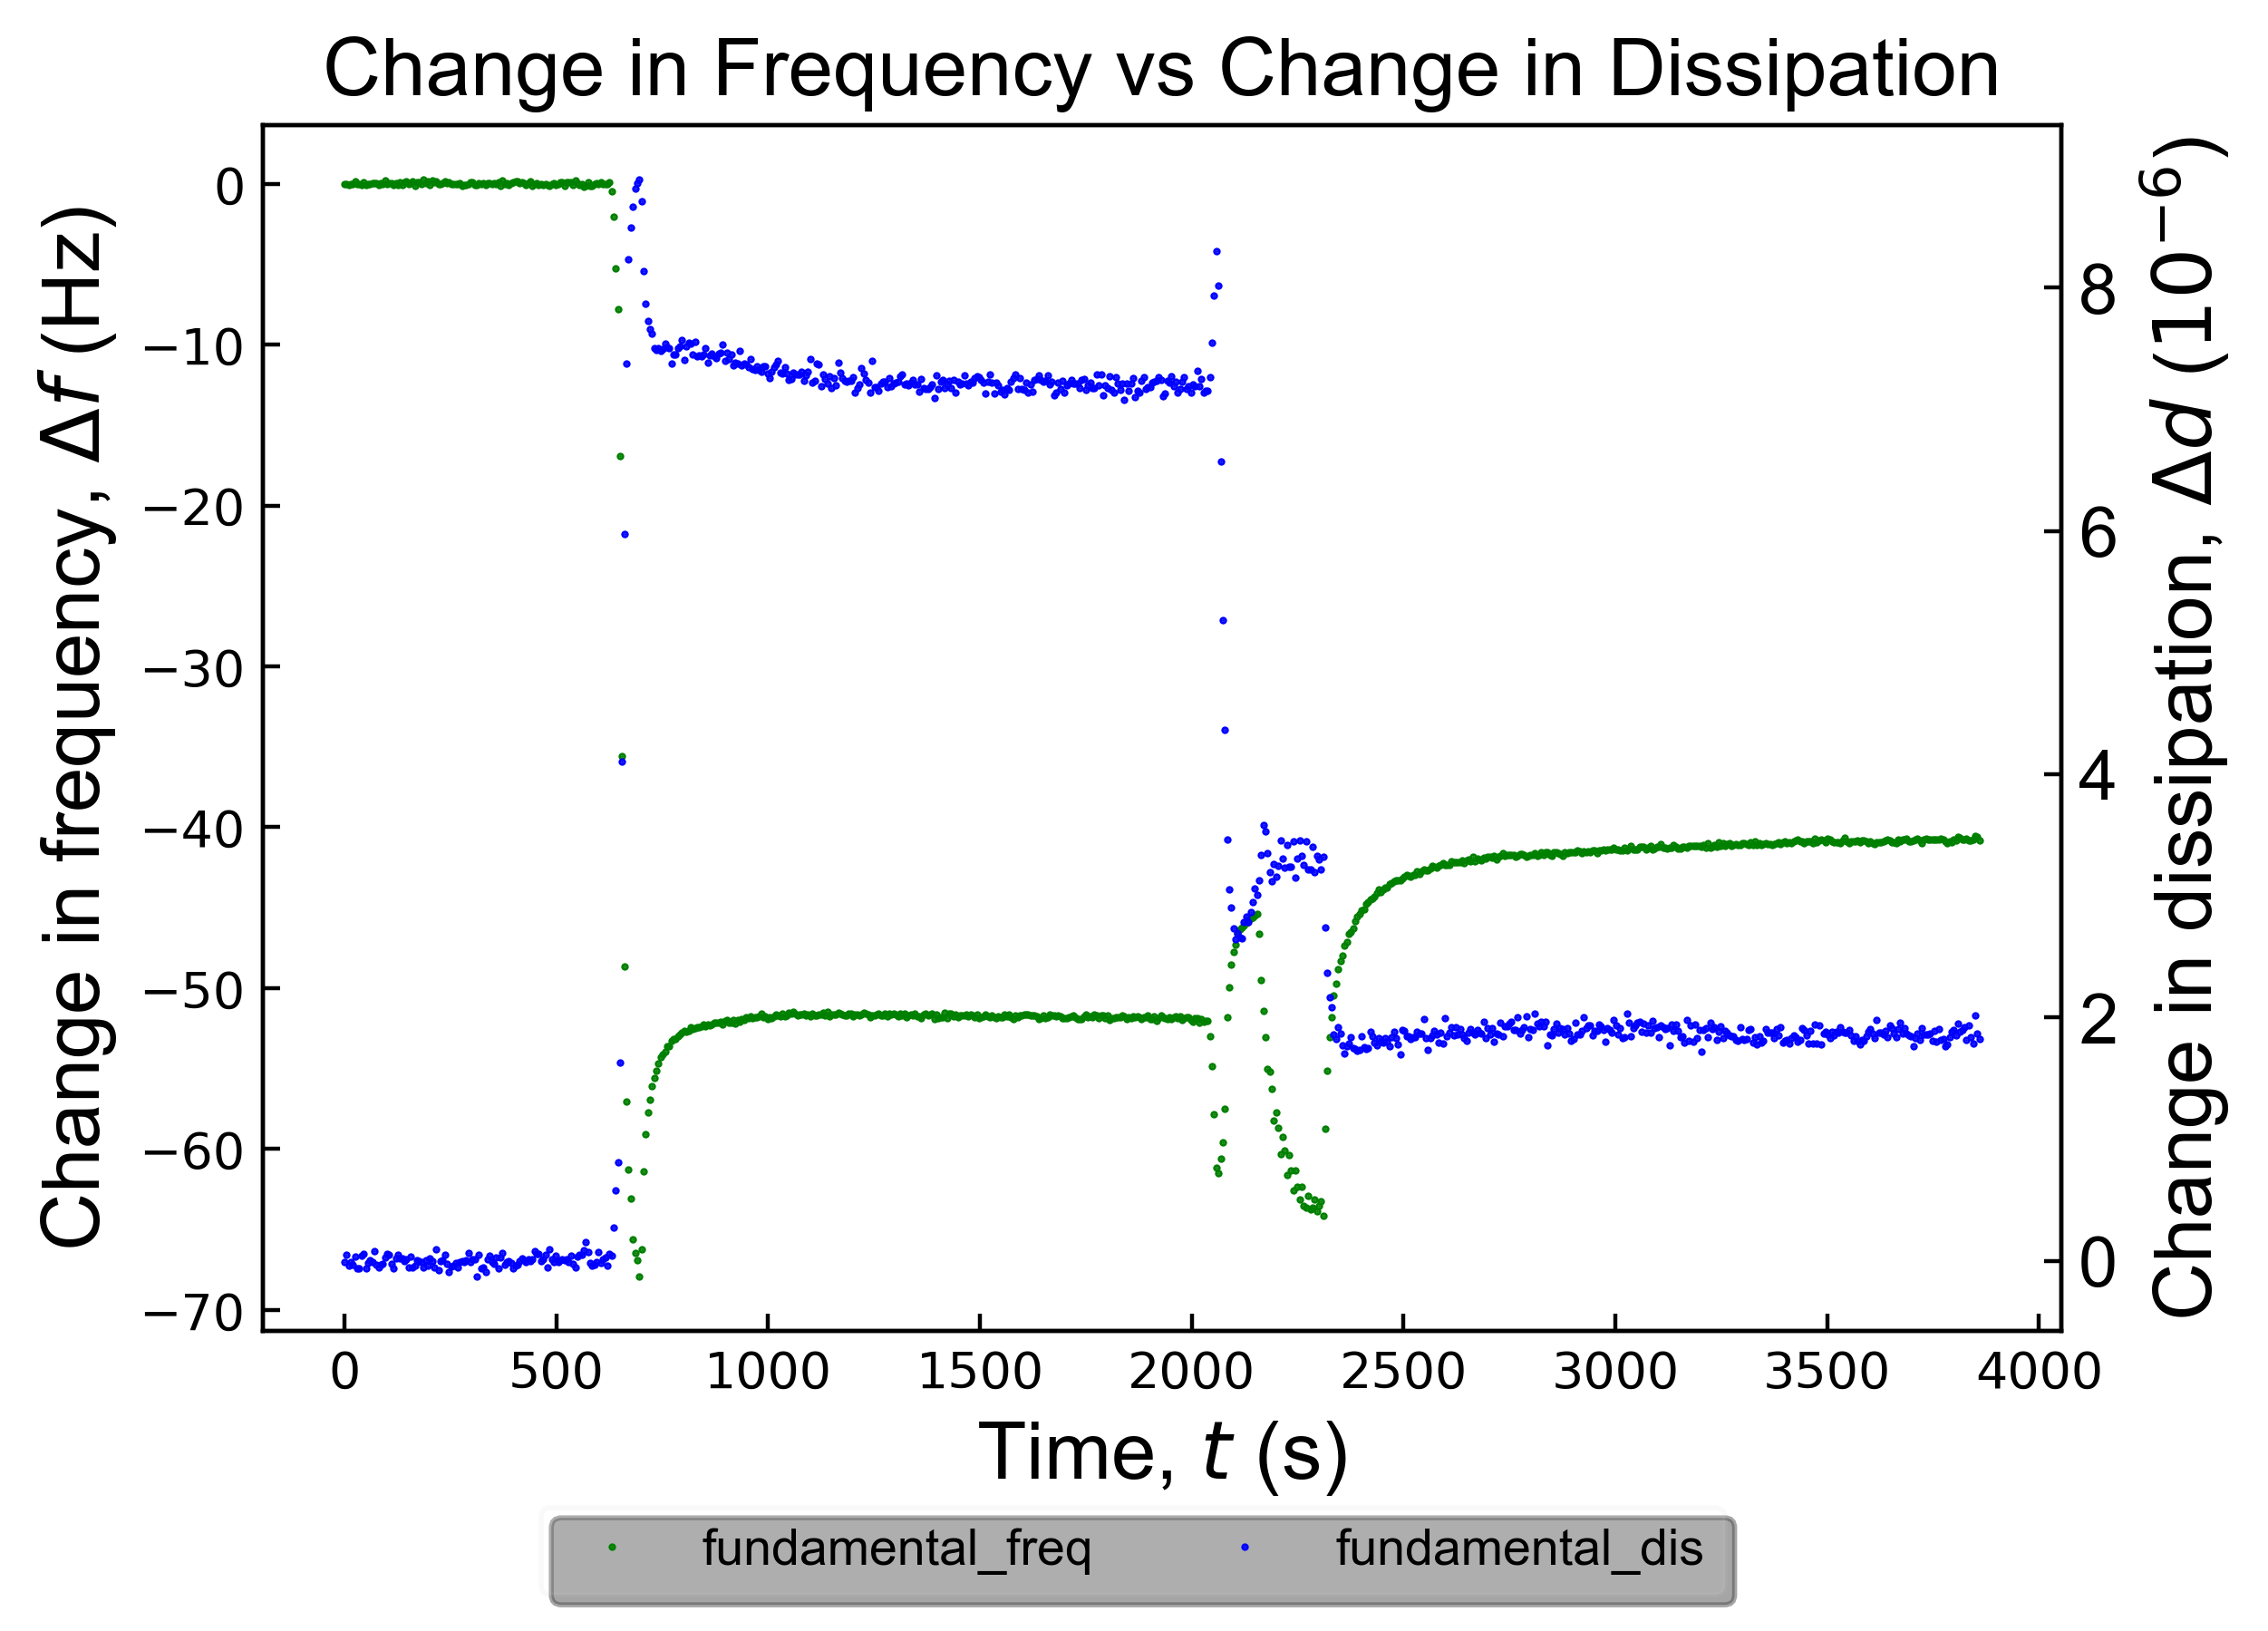 Change in Frequency vs Change in Dissipation
Change in frequency, Δf (Hz)
0
−10
−20
−30
−40
−50
−60
−70
8
6
4
2
0
Change in dissipation, Δd (10⁻⁶)
0 500 1000 1500 2000 2500 3000 3500 4000
Time, t (s)
fundamental_freq fundamental_dis